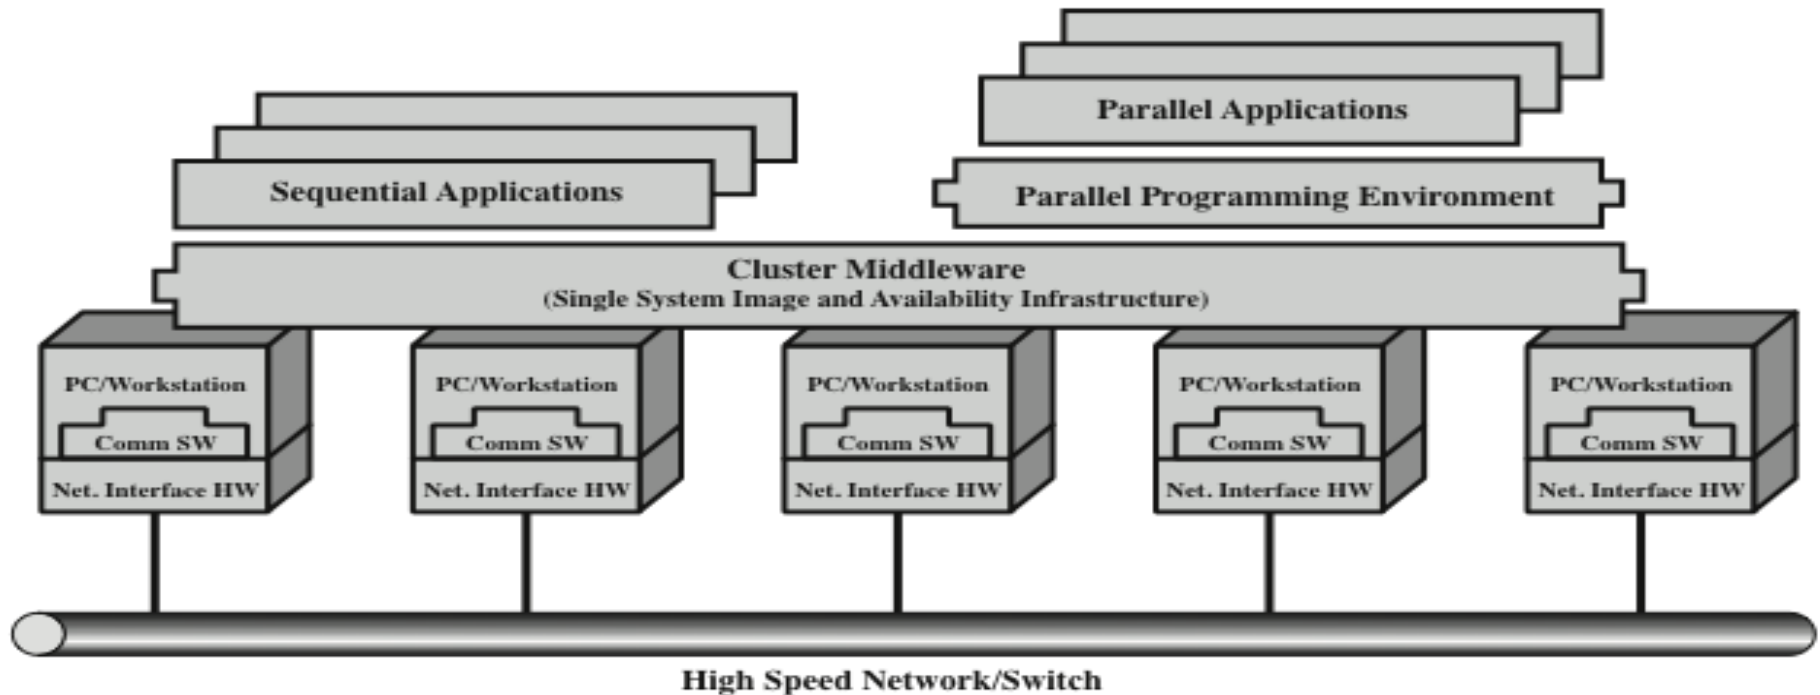 Parallel Applications
Sequential Applications
Parallel Programming Environment
Cluster Middleware
(Single System Image and Availability Infrastructure)
PC/Workstation
Comm SW
Net. Interface HW
PC/Workstation
Comm SW
Net. Interface HW
PC/Workstation
Comm SW
Net. Interface HW
PC/Workstation
Comm SW
Net. Interface HW
PC/Workstation
Comm SW
Net. Interface HW
High Speed Network/Switch